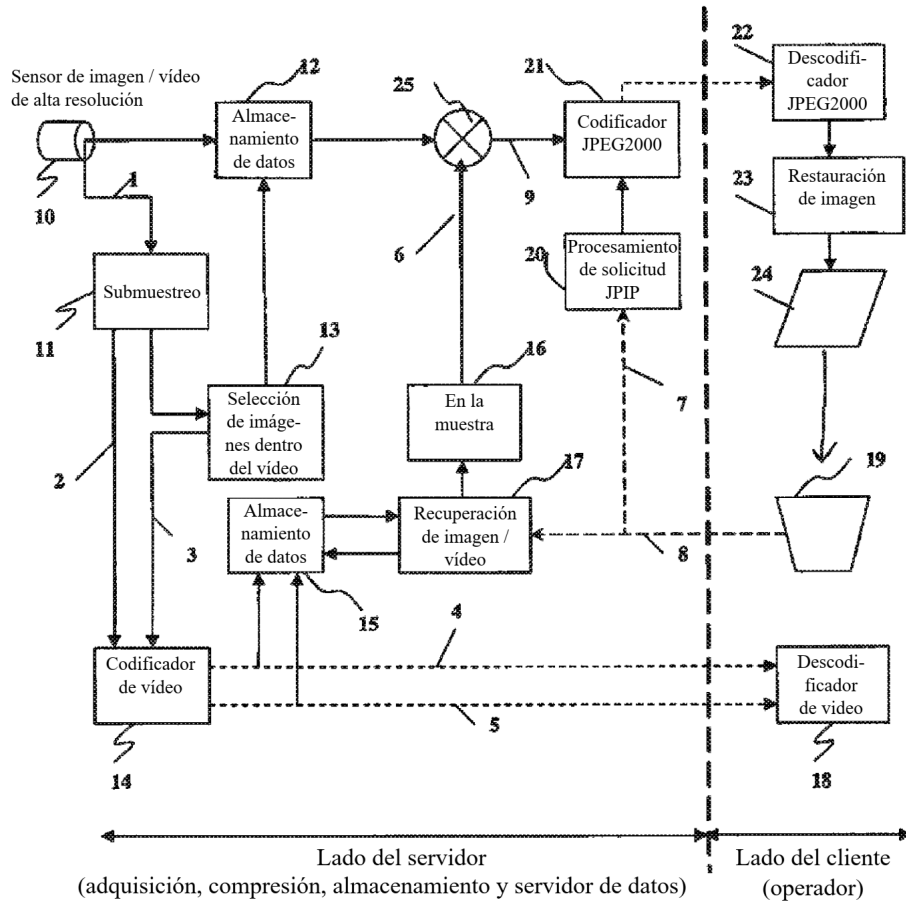 Sensor de imagen / vídeo
de alta resolución
12
Almace-
namiento
de datos
25
21
Codificador
JPEG2000
22
Descodifi-
cador
JPEG2000
1
10
9
Restauración
de imagen
23
6
Procesamiento
de solicitud
JPIP
20
24
Submuestreo
11
13
Selección
de imáge-
nes dentro
del vídeo
16
En la
muestra
7
2
17
19
Almace-
namiento
de datos
Recuperación
de imagen /
vídeo
3
8
15
4
Codificador
de vídeo
Descodi-
ficador
de video
5
14
18
Lado del servidor
(adquisición, compresión, almacenamiento y servidor de datos)
Lado del cliente
(operador)